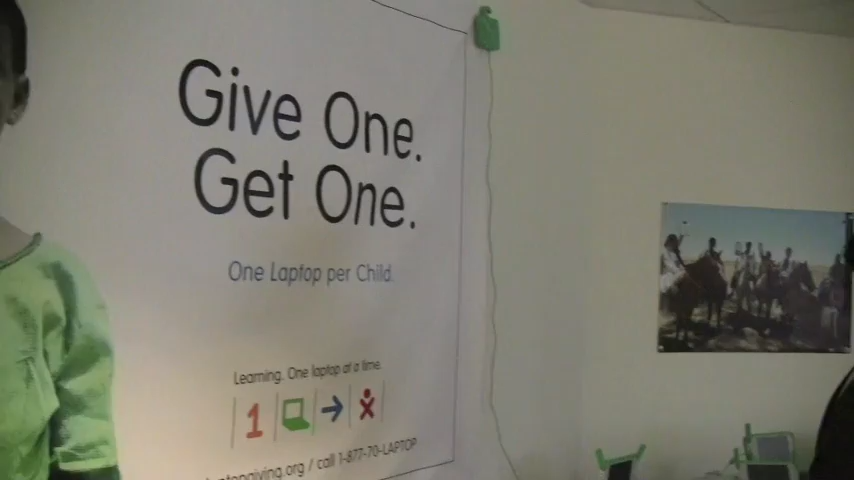 Give One.
Get One.
One Laptop per Child.
Learning. One laptop at a time.
1
/ call 1-877-70-LAPTOP